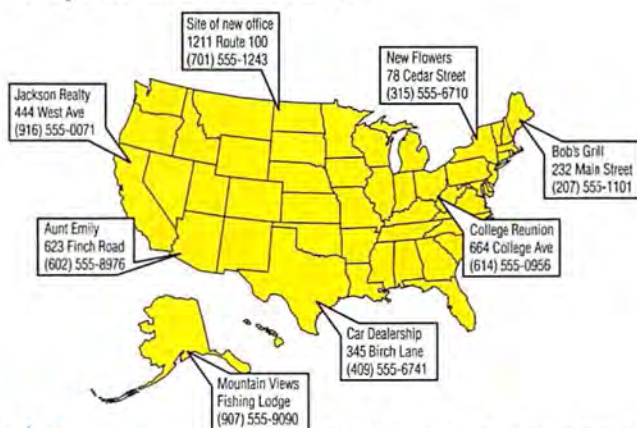 Site of new office
1211 Route 100
(701) 555-1243
New Flowers
78 Cedar Street
(315) 555-6710
Jackson Realty
444 West Ave
(916) 555-0071
Bob's Grill
232 Main Street
(207) 555-1101
Aunt Emily
623 Finch Road
(602) 555-8976
College Reunion
664 College Ave
(614) 555-0956
Car Dealership
345 Birch Lane
(409) 555-6741
Mountain Views
Fishing Lodge
(907) 555-9090